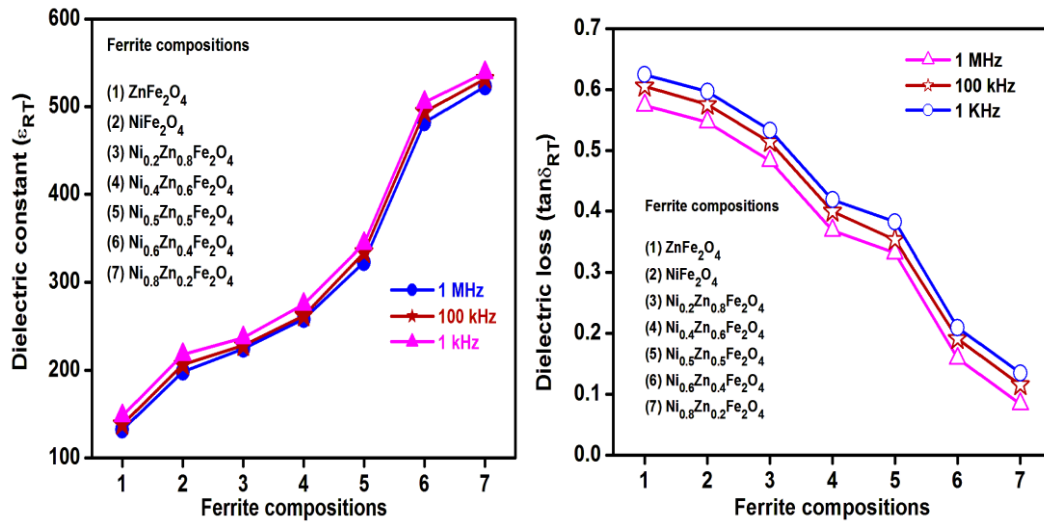 600
500
400
300
200
100
Dielectric constant (ε_RT)
Ferrite compositions
(1) ZnFe₂O₄
(2) NiFe₂O₄
(3) Ni₀.₂Zn₀.₈Fe₂O₄
(4) Ni₀.₄Zn₀.₆Fe₂O₄
(5) Ni₀.₅Zn₀.₅Fe₂O₄
(6) Ni₀.₆Zn₀.₄Fe₂O₄
(7) Ni₀.₈Zn₀.₂Fe₂O₄
1 MHz
100 kHz
1 kHz
1 2 3 4 5 6 7
Ferrite compositions
0.7
0.6
0.5
0.4
0.3
0.2
0.1
0.0
Dielectric loss (tanδ_RT)
1 MHz
100 kHz
1 KHz
Ferrite compositions
(1) ZnFe₂O₄
(2) NiFe₂O₄
(3) Ni₀.₂Zn₀.₈Fe₂O₄
(4) Ni₀.₄Zn₀.₆Fe₂O₄
(5) Ni₀.₅Zn₀.₅Fe₂O₄
(6) Ni₀.₆Zn₀.₄Fe₂O₄
(7) Ni₀.₈Zn₀.₂Fe₂O₄
1 2 3 4 5 6 7
Ferrite compositions